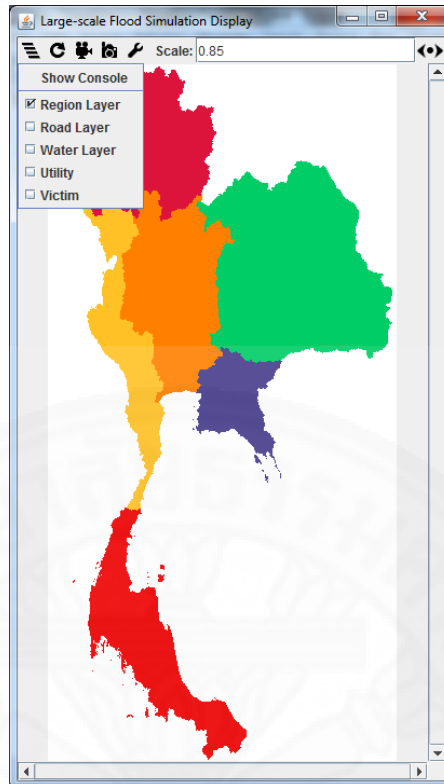 Large-scale Flood Simulation Display
Scale: 0.85
Show Console
Region Layer
Road Layer
Water Layer
Utility
Victim